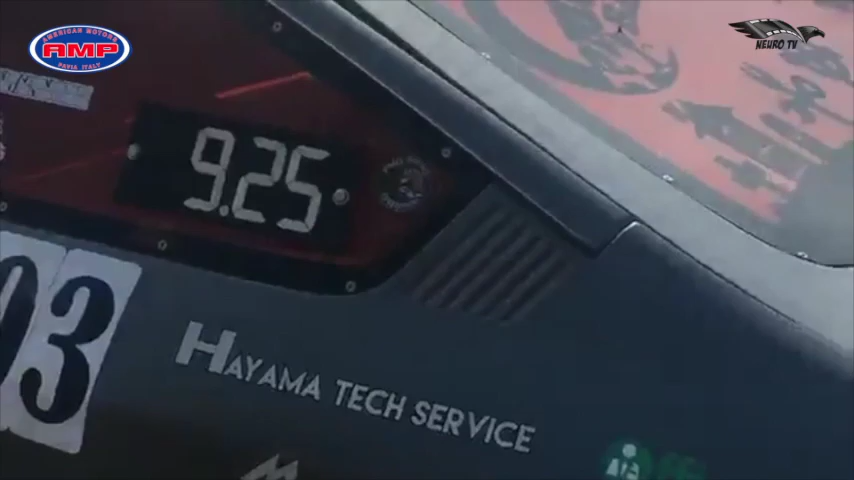 AMERICAN MOTORS
AMP
PAVIA ITALY
NEURO TV
9.25
03
HAYAMA TECH SERVICE